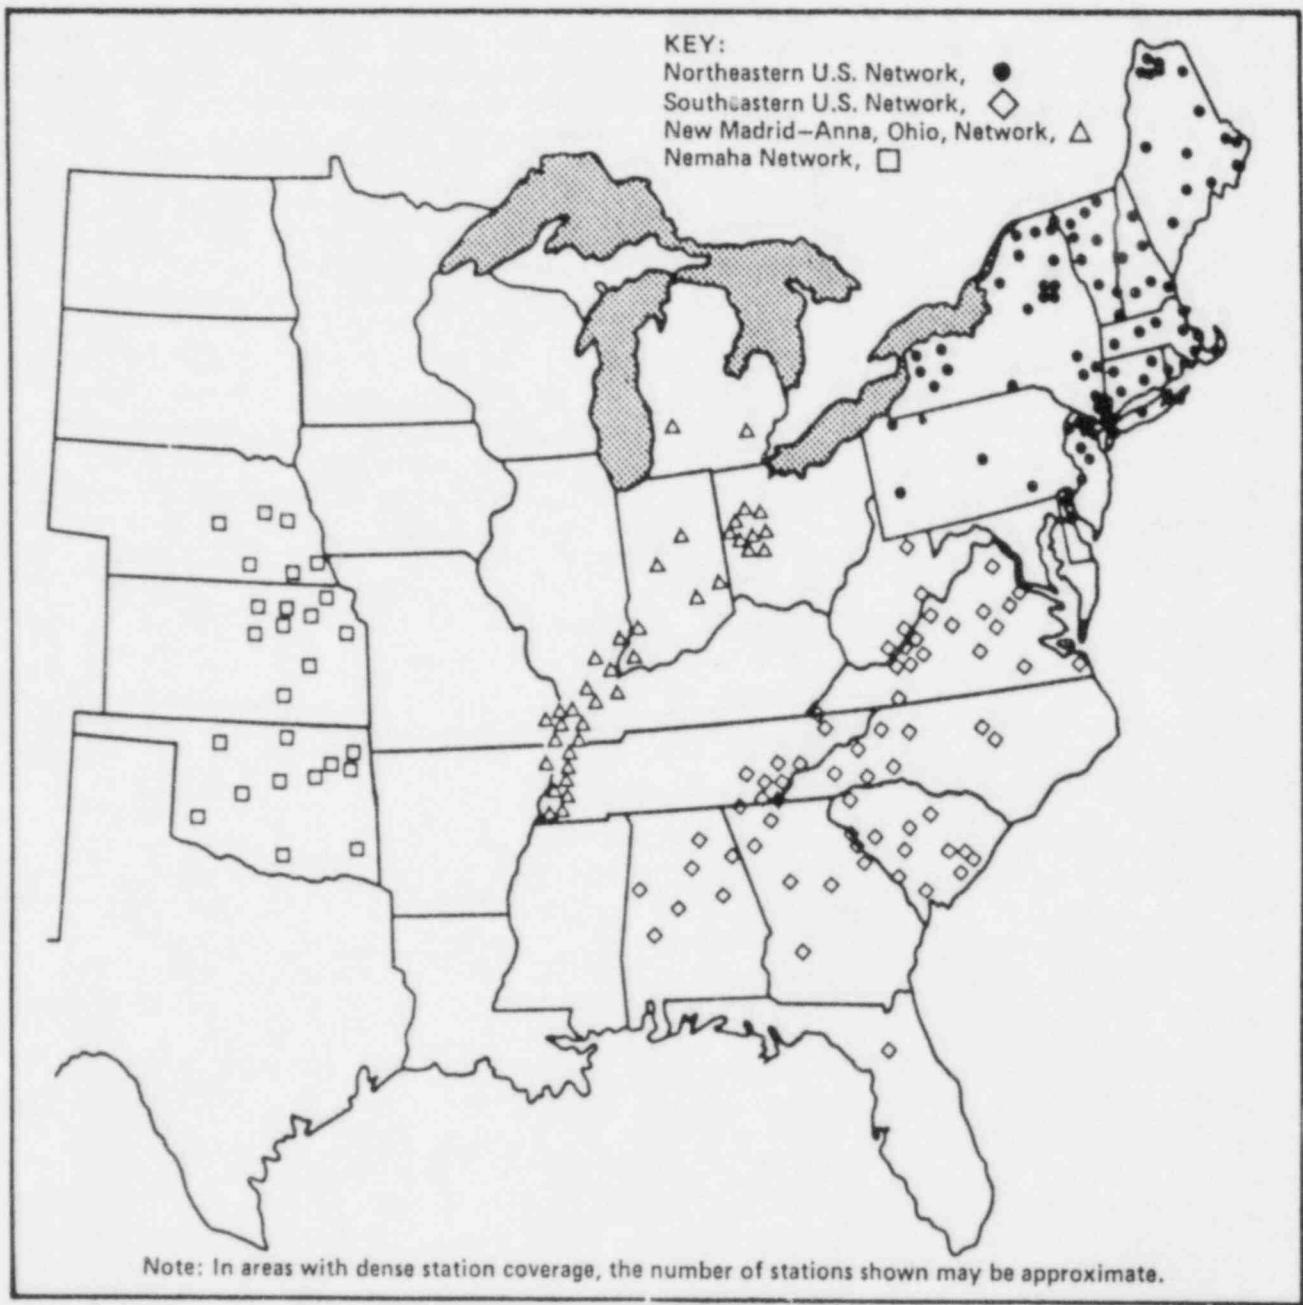 KEY:
Northeastern U.S. Network, ●
Southeastern U.S. Network, ◇
New Madrid—Anna, Ohio, Network, △
Nemaha Network, □
Note: In areas with dense station coverage, the number of stations shown may be approximate.